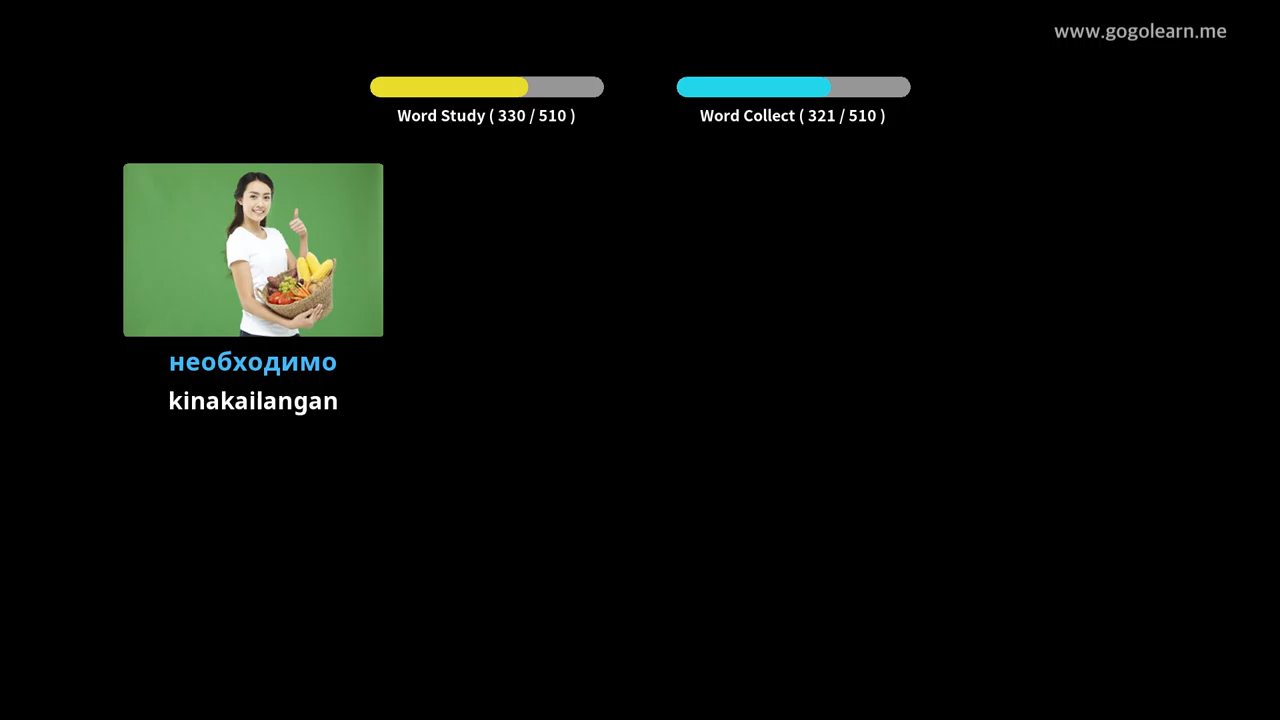 www.gogolearn.me
Word Study ( 330 / 510 )
Word Collect ( 321 / 510 )
необходимо
kinakailangan